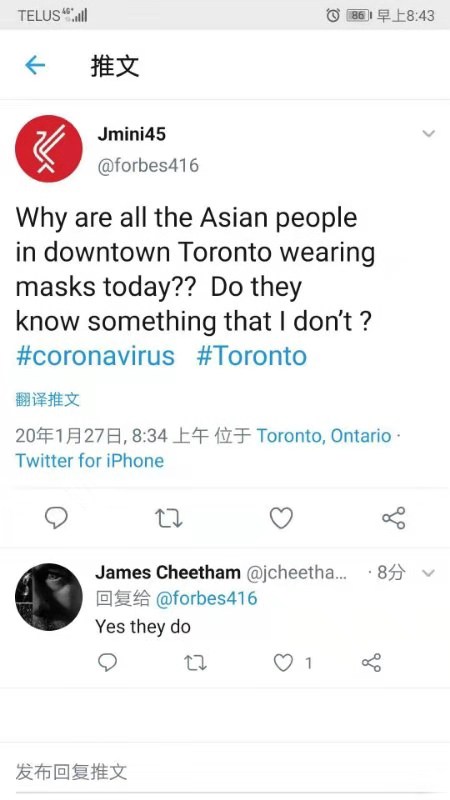 TELUS 4G 86 早上8:43
推文
Jmini45
@forbes416
Why are all the Asian people
in downtown Toronto wearing
masks today?? Do they
know something that I don't ?
#coronavirus #Toronto
翻译推文
20年1月27日, 8:34 上午 位于 Toronto, Ontario ·
Twitter for iPhone
James Cheetham @jcheetha... · 8分
回复给 @forbes416
Yes they do
1
发布回复推文